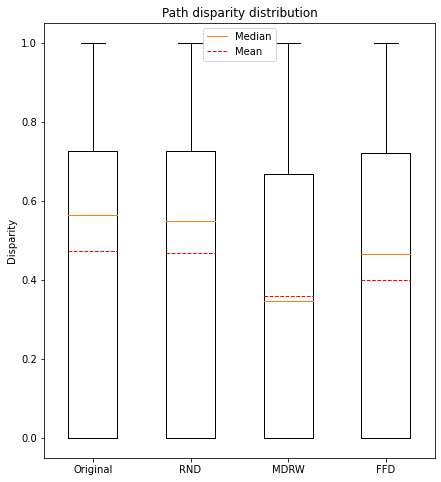 Path disparity distribution
Median
Mean
Disparity
1.0
0.8
0.6
0.4
0.2
0.0
Original
RND
MDRW
FFD